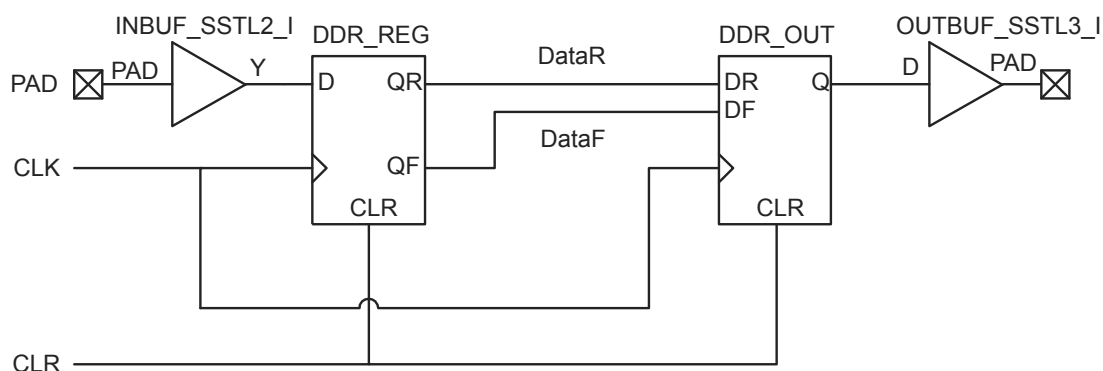 INBUF_SSTL2_I
DDR_REG
DDR_OUT
OUTBUF_SSTL3_I
PAD
PAD
Y
D
QR
DataR
DR
Q
D
PAD
DF
DataF
CLK
QF
CLR
CLR
CLR